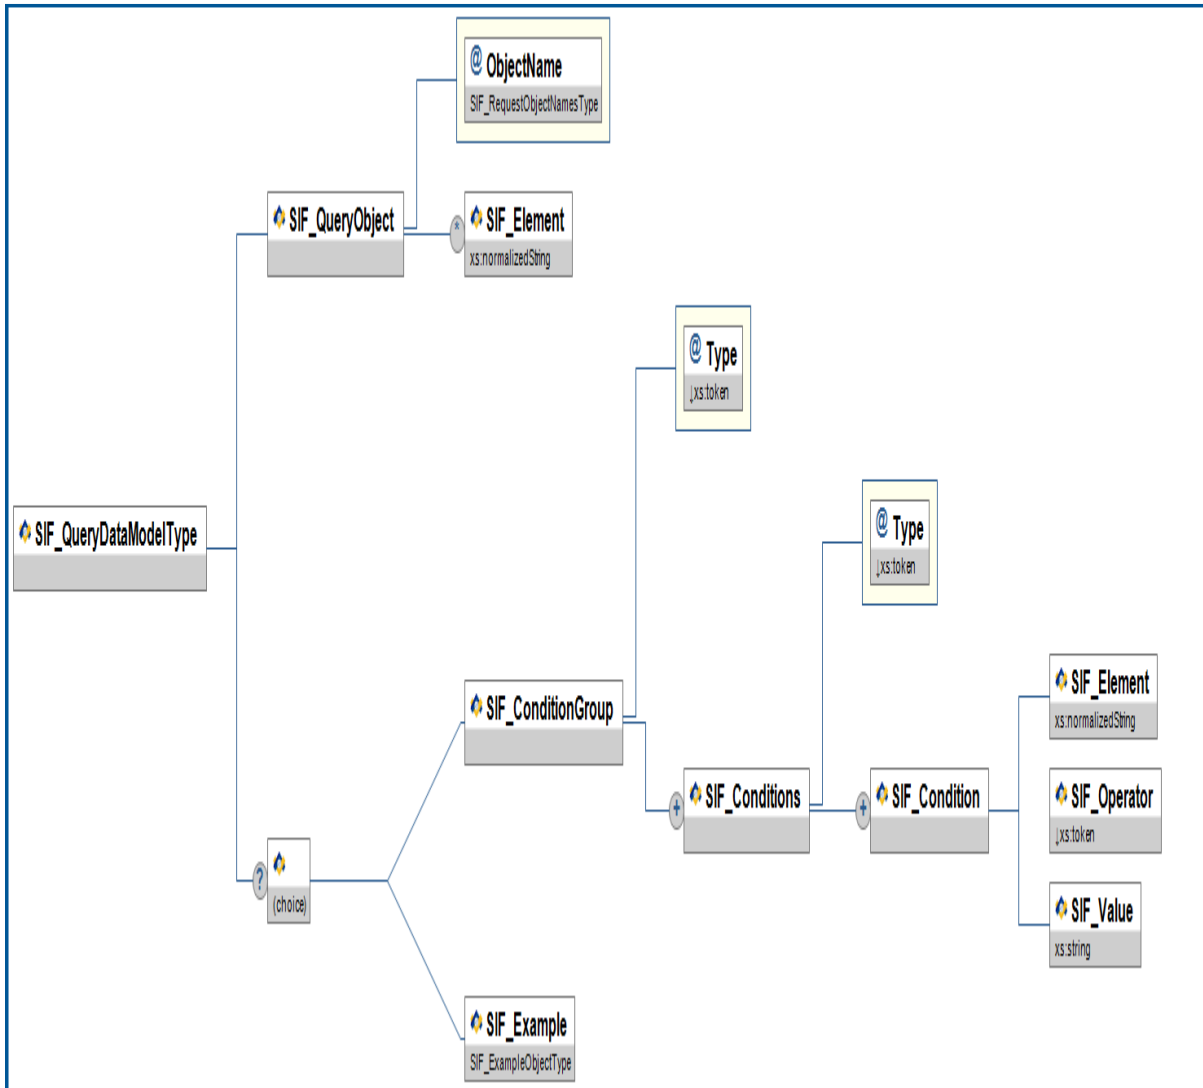 @ ObjectName
SIF_RequestObjectNamesType
SIF_QueryObject
*
SIF_Element
xs:normalizedString
@ Type
↓xs:token
@ Type
↓xs:token
SIF_QueryDataModelType
SIF_ConditionGroup
SIF_Element
xs:normalizedString
+
SIF_Conditions
+
SIF_Condition
SIF_Operator
↓xs:token
?
(choice)
SIF_Value
xs:string
SIF_Example
SIF_ExampleObjectType